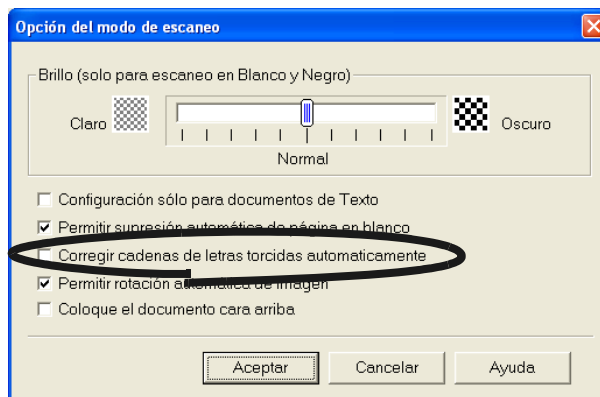 Opción del modo de escaneo
Brillo (solo para escaneo en Blanco y Negro)
Claro
Oscuro
Normal
Configuración sólo para documentos de Texto
Permitir supresión automática de página en blanco
Corregir cadenas de letras torcidas automaticamente
Permitir rotación automática de imagen
Coloque el documento cara arriba
Aceptar
Cancelar
Ayuda